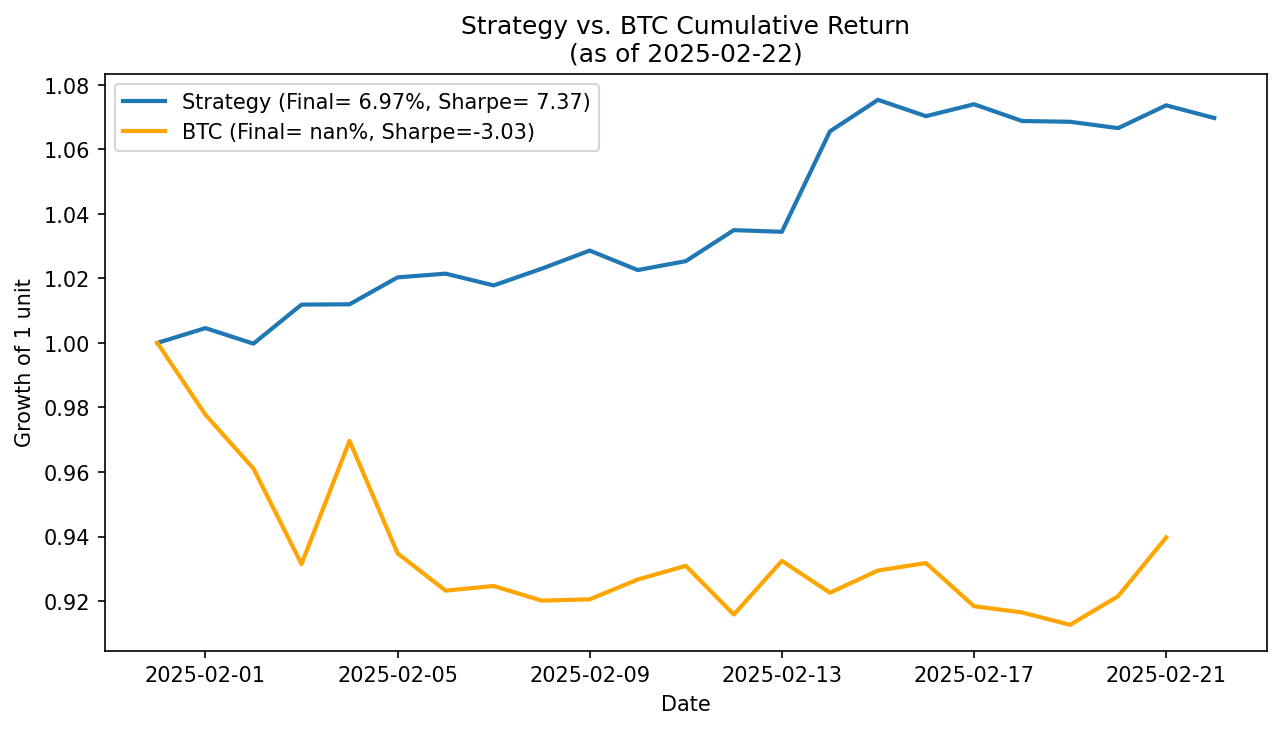 Strategy vs. BTC Cumulative Return
(as of 2025-02-22)
Strategy (Final= 6.97%, Sharpe= 7.37)
BTC (Final= nan%, Sharpe=-3.03)
Growth of 1 unit
1.08
1.06
1.04
1.02
1.00
0.98
0.96
0.94
0.92
2025-02-01
2025-02-05
2025-02-09
2025-02-13
2025-02-17
2025-02-21
Date